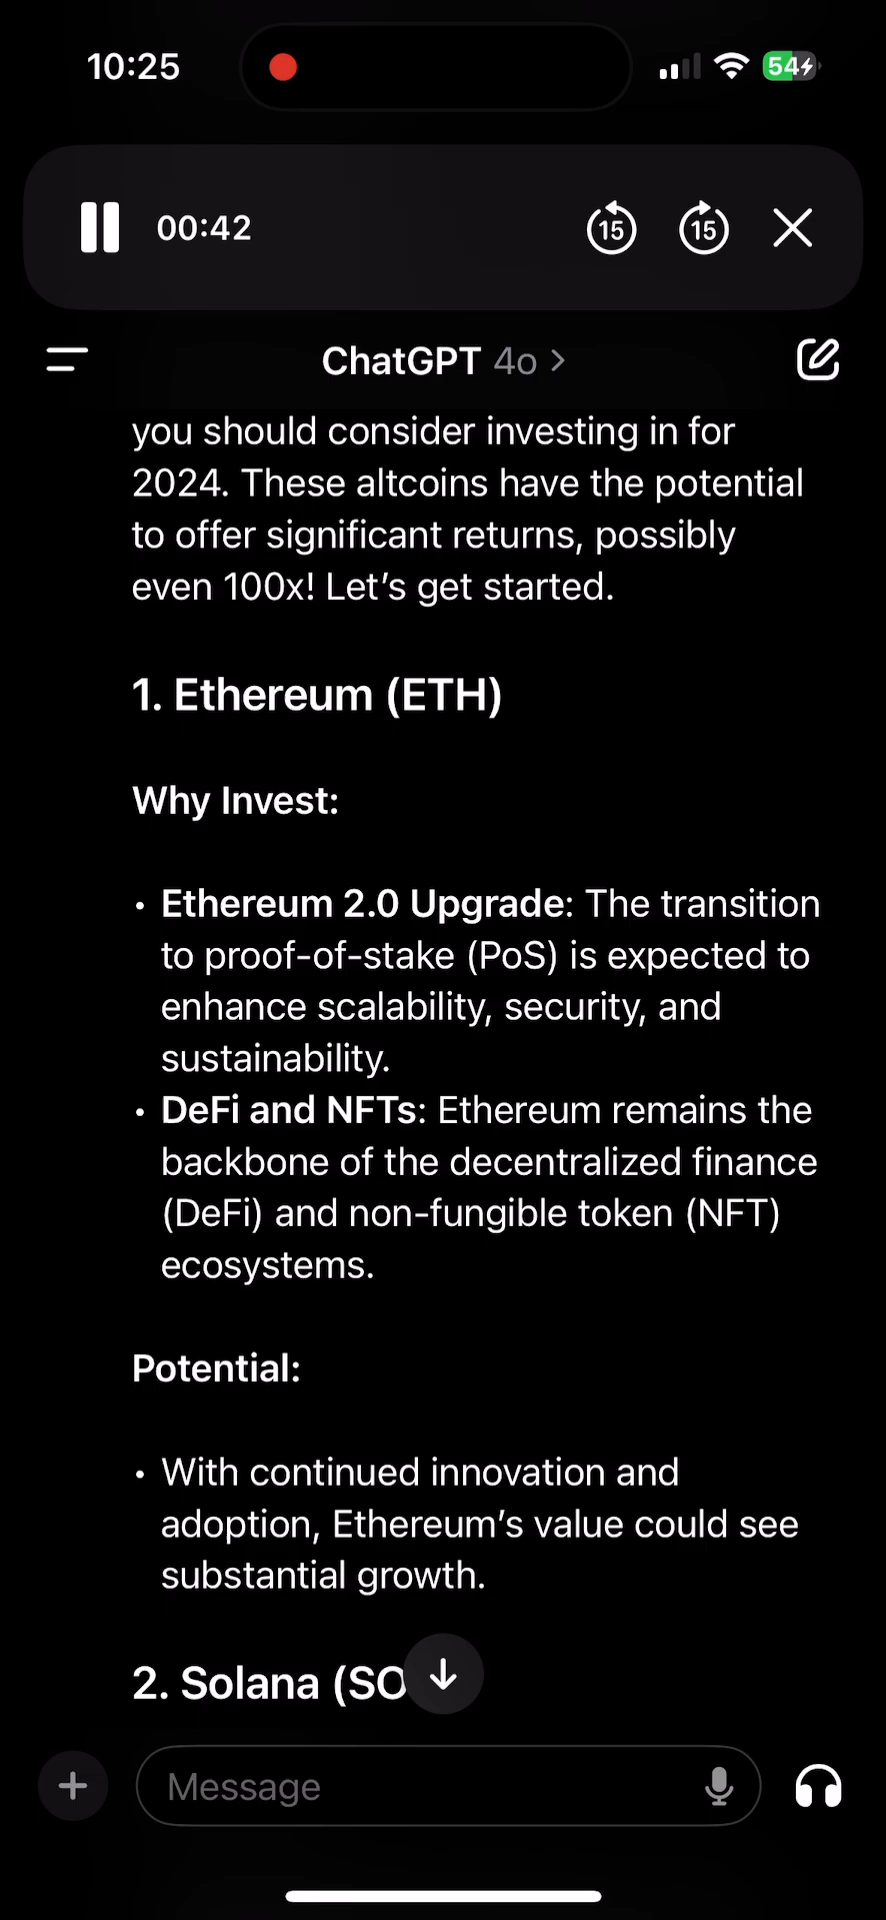 10:25
54
00:42
15
15
ChatGPT 4o
you should consider investing in for
2024. These altcoins have the potential
to offer significant returns, possibly
even 100x! Let’s get started.
1. Ethereum (ETH)
Why Invest:
• Ethereum 2.0 Upgrade: The transition
to proof-of-stake (PoS) is expected to
enhance scalability, security, and
sustainability.
• DeFi and NFTs: Ethereum remains the
backbone of the decentralized finance
(DeFi) and non-fungible token (NFT)
ecosystems.
Potential:
• With continued innovation and
adoption, Ethereum’s value could see
substantial growth.
2. Solana (SO
Message